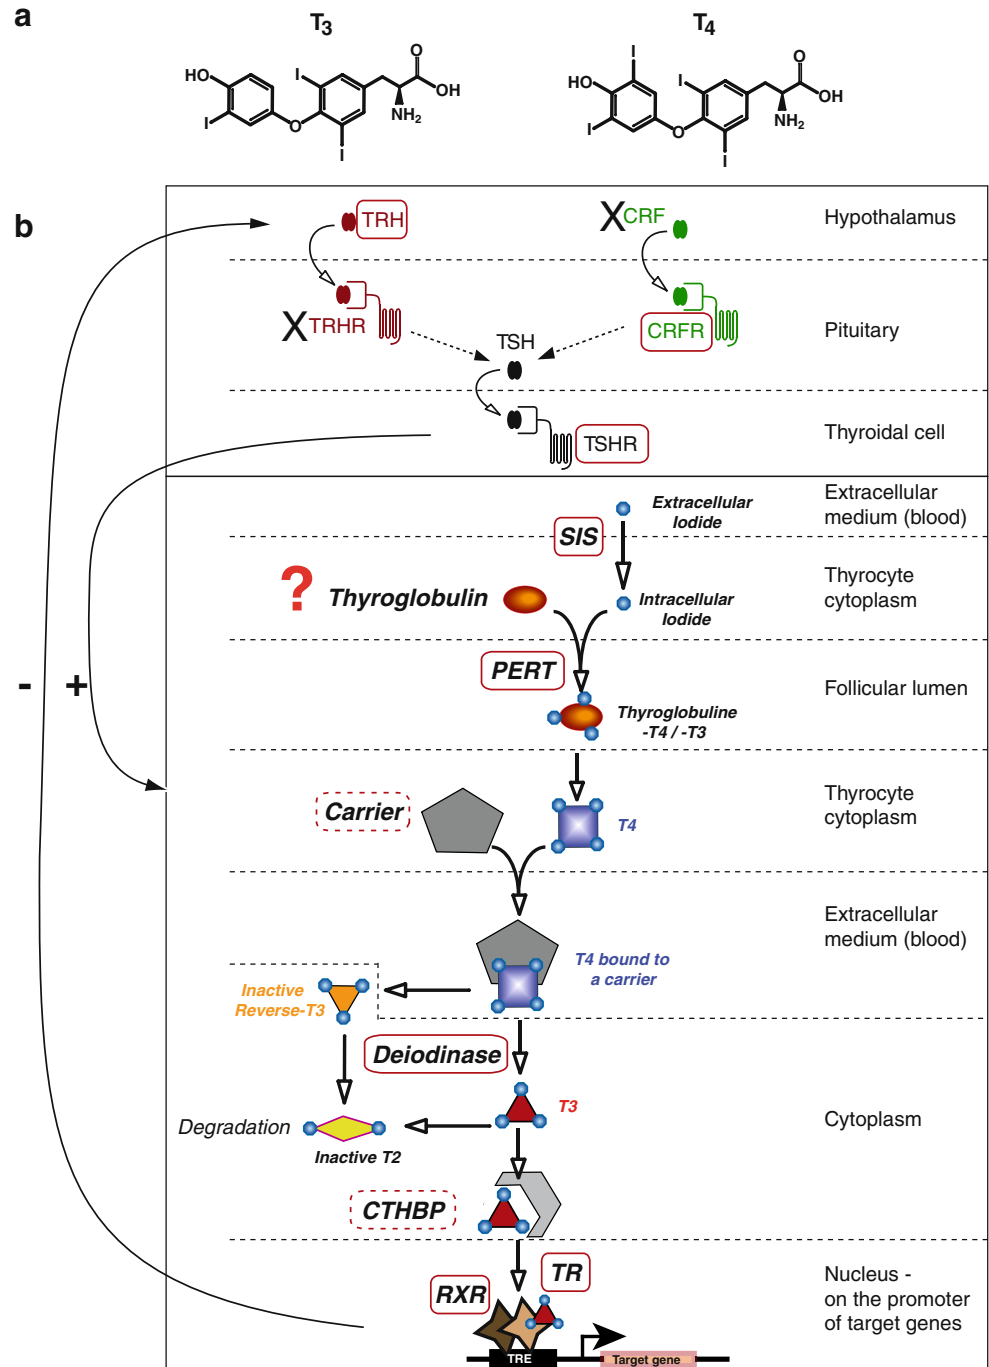 a
T3
T4
HO
I
I
I
O
O
OH
NH2
HO
I
I
I
I
O
O
OH
NH2
b
TRH
XCRF
Hypothalamus
XTRHR
CRFR
TSH
Pituitary
TSHR
Thyroidal cell
Extracellular
Iodide
Extracellular
medium (blood)
SIS
? Thyroglobulin
Intracellular
Iodide
Thyrocyte
cytoplasm
- +
PERT
Thyroglobuline
-T4 / -T3
Follicular lumen
Carrier
T4
Thyrocyte
cytoplasm
Extracellular
medium (blood)
T4 bound to
a carrier
Inactive
Reverse-T3
Deiodinase
T3
Degradation
Inactive T2
Cytoplasm
CTHBP
RXR
TR
TRE
Target gene
Nucleus -
on the promoter
of target genes